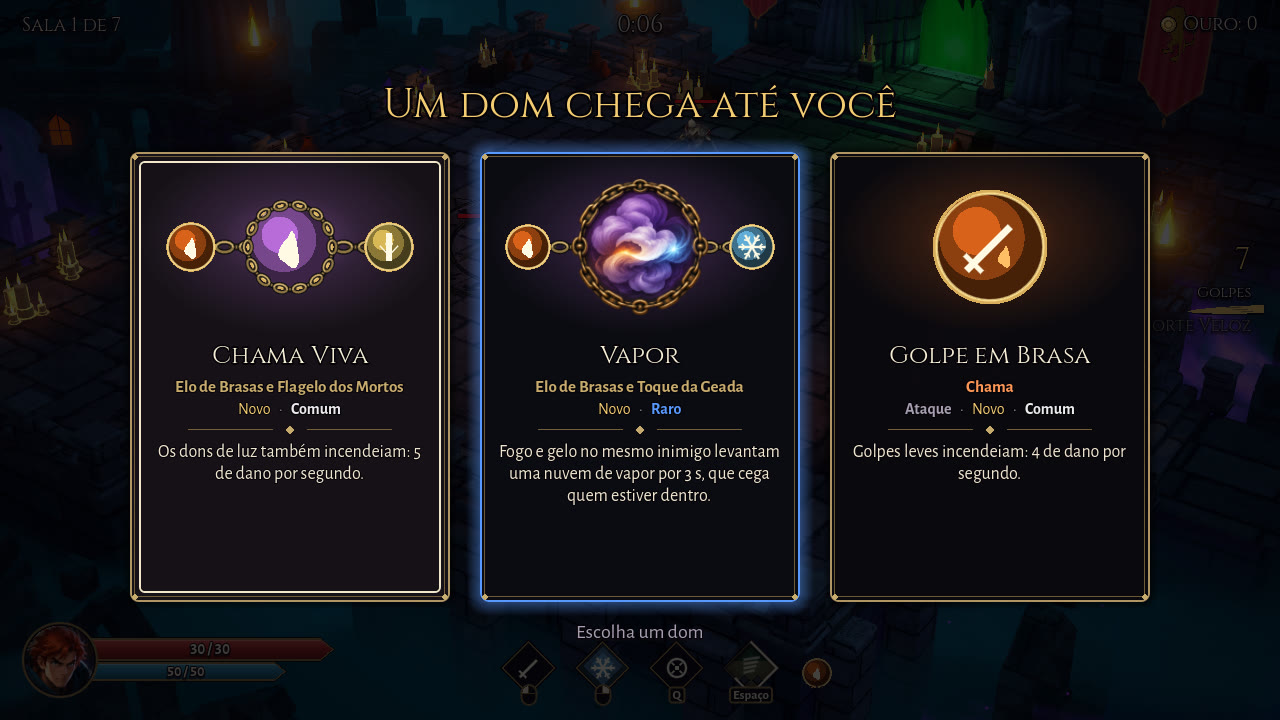 Sala 1 de 7
0:06
Ouro: 0
Um dom chega até você
Chama Viva
Elo de Brasas e Flagelo dos Mortos
Novo · Comum
Os dons de luz também incendeiam: 5
de dano por segundo.
Vapor
Elo de Brasas e Toque da Geada
Novo · Raro
Fogo e gelo no mesmo inimigo levantam
uma nuvem de vapor por 3 s, que cega
quem estiver dentro.
Golpe em Brasa
Chama
Ataque · Novo · Comum
Golpes leves incendeiam: 4 de dano por
segundo.
7
Golpes
orte Veloz
Escolha um dom
30/30
50/50
Q
Espaço